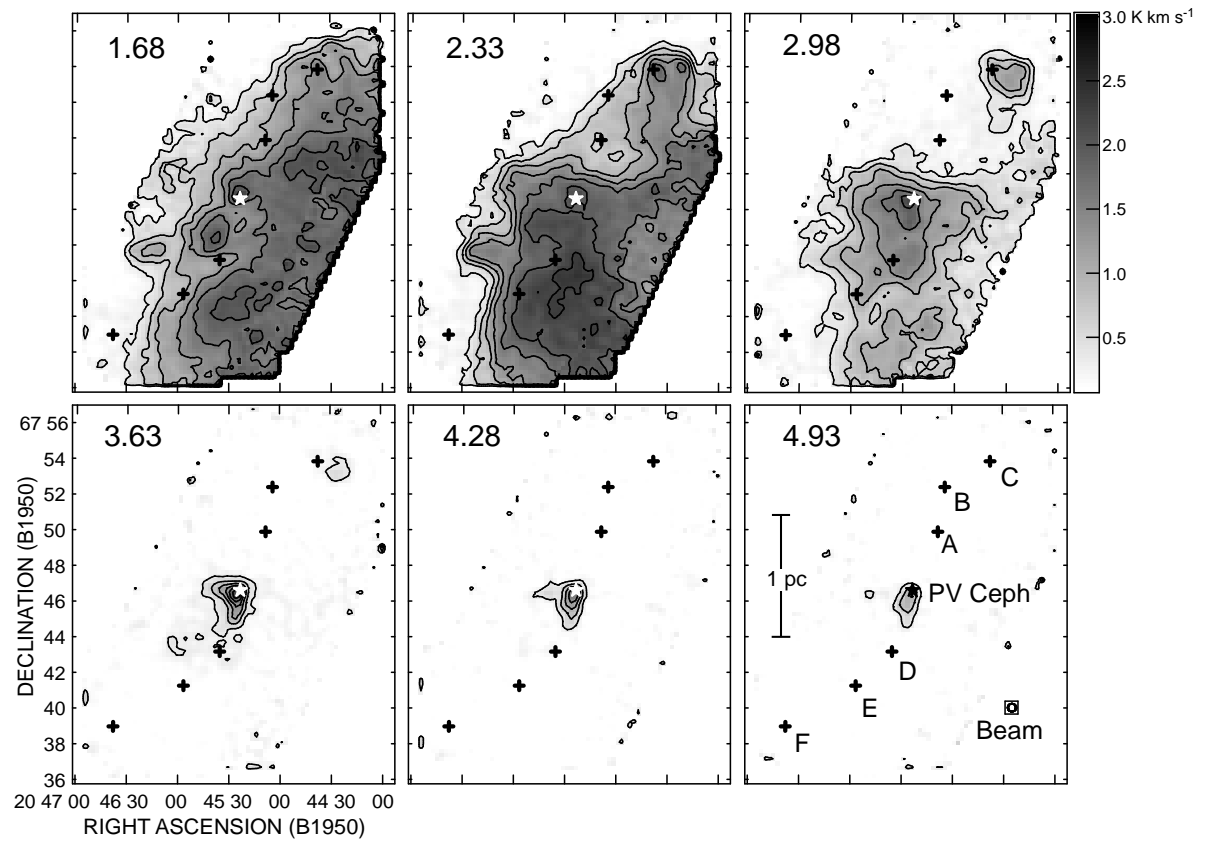 1.68
2.33
2.98
3.0 K km s-1
2.5
2.0
1.5
1.0
0.5
3.63
4.28
4.93
67 56
54
52
50
48
46
44
42
40
38
36
DECLINATION (B1950)
C
B
A
1 pc
PV Ceph
D
E
F
Beam
20 47 00 46 30 00 45 30 00 44 30 00
RIGHT ASCENSION (B1950)